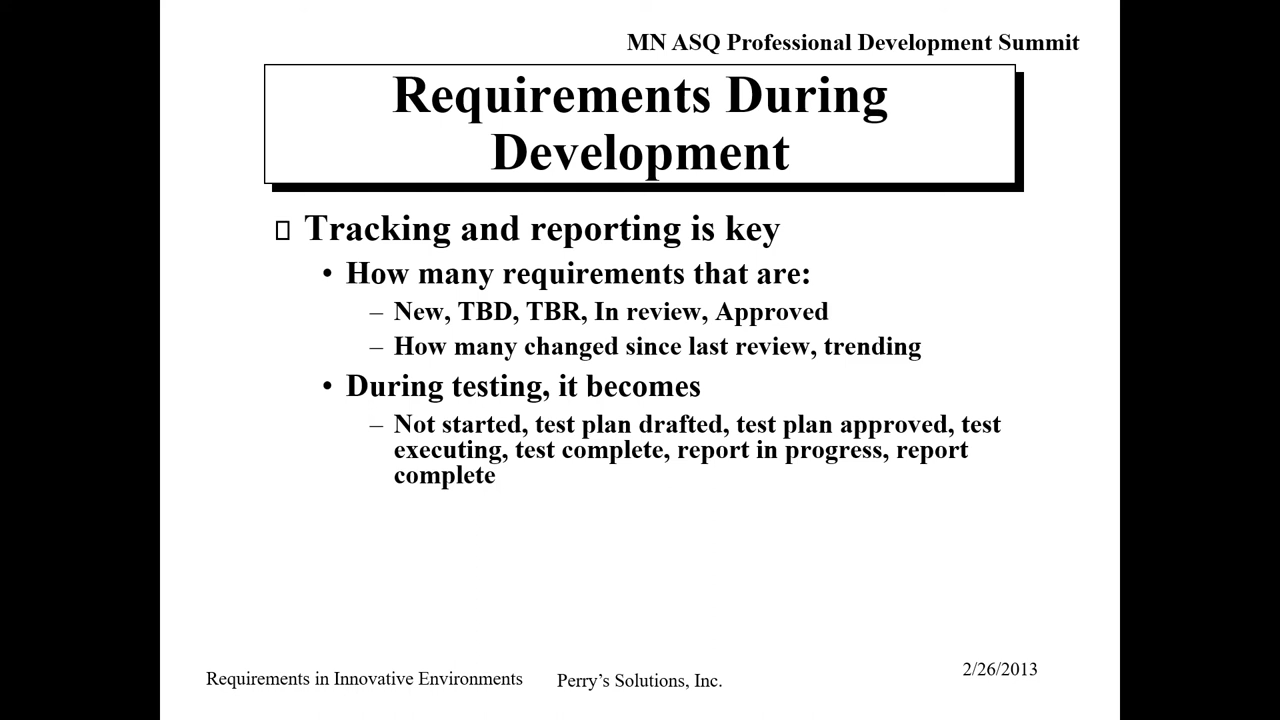 MN ASQ Professional Development Summit
Requirements During
Development
Tracking and reporting is key
• How many requirements that are:
– New, TBD, TBR, In review, Approved
– How many changed since last review, trending
• During testing, it becomes
– Not started, test plan drafted, test plan approved, test
executing, test complete, report in progress, report
complete
Requirements in Innovative Environments
Perry’s Solutions, Inc.
2/26/2013